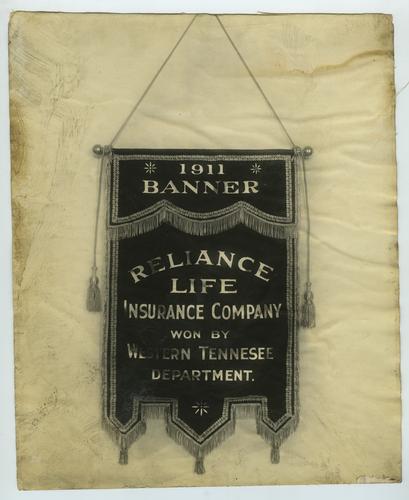 1911
BANNER
RELIANCE
LIFE
INSURANCE COMPANY
WON BY
WESTERN TENNESEE
DEPARTMENT.